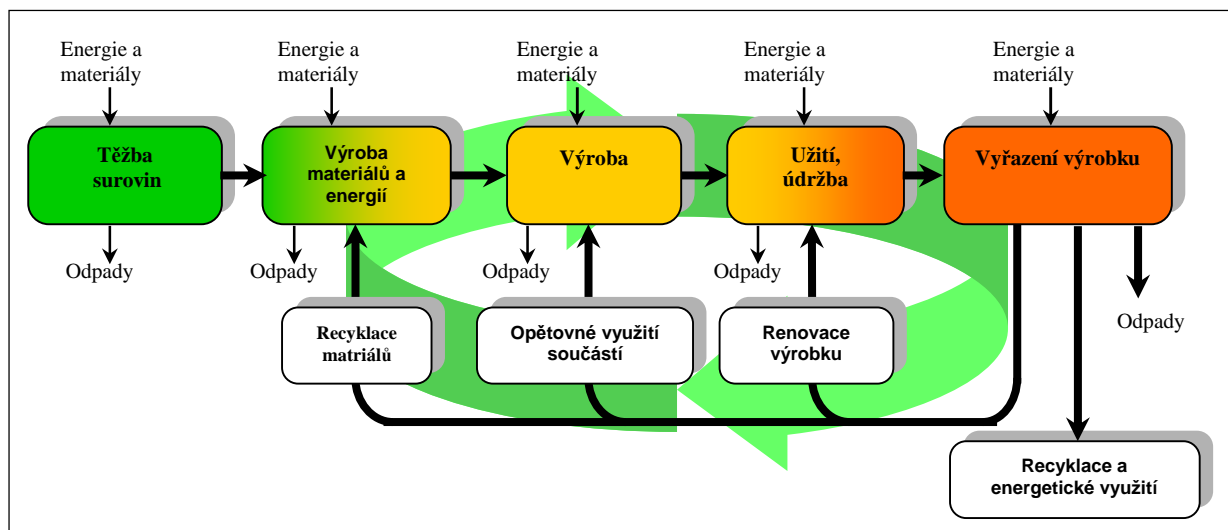 Energie a
materiály
Energie a
materiály
Energie a
materiály
Energie a
materiály
Energie a
materiály
Těžba
surovin
Výroba
materiálů a
energií
Výroba
Užití,
údržba
Vyřazení výrobku
Odpady
Odpady
Odpady
Odpady
Odpady
Recyklace
matriálů
Opětovné využití
součástí
Renovace
výrobku
Recyklace a
energetické využití